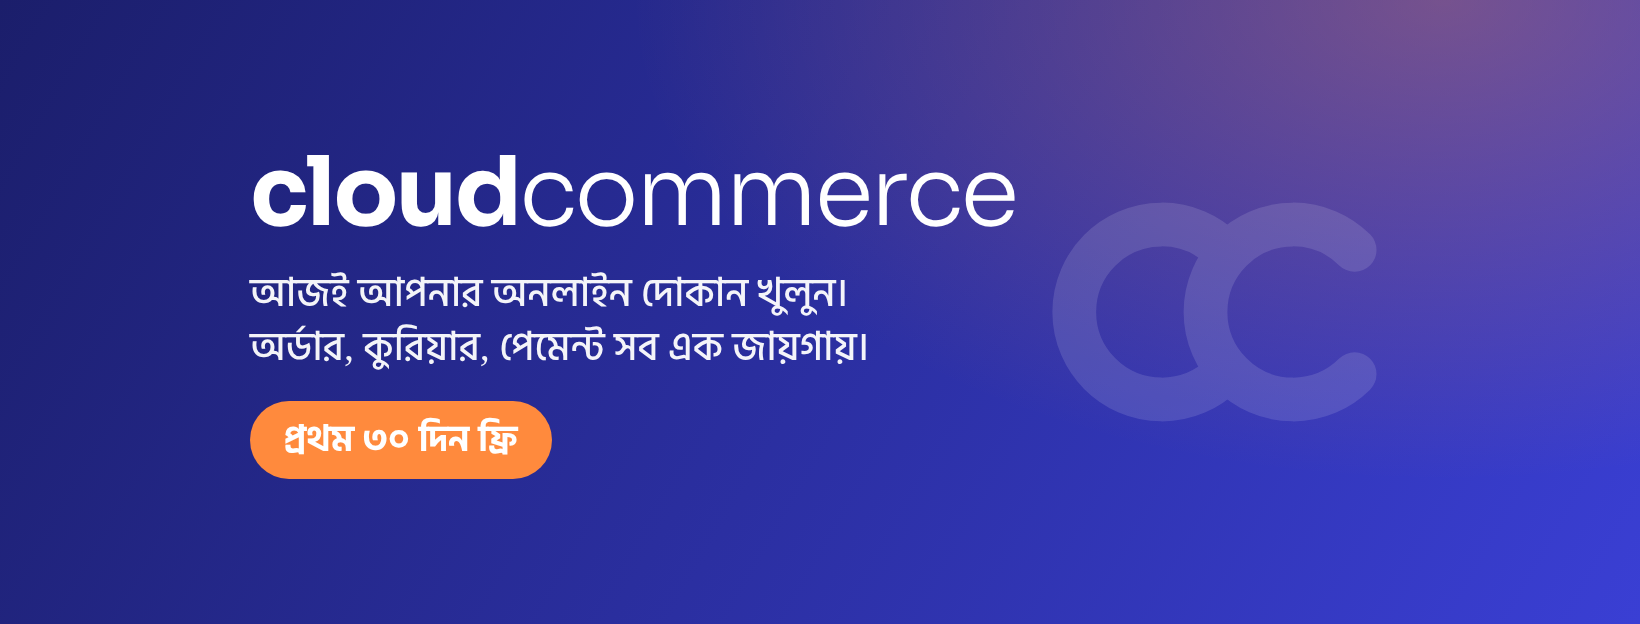 cloudcommerce
আজই আপনার অনলাইন দোকান খুলুন।
অর্ডার, কুরিয়ার, পেমেন্ট সব এক জায়গায়।
প্রথম ৩০ দিন ফ্রি